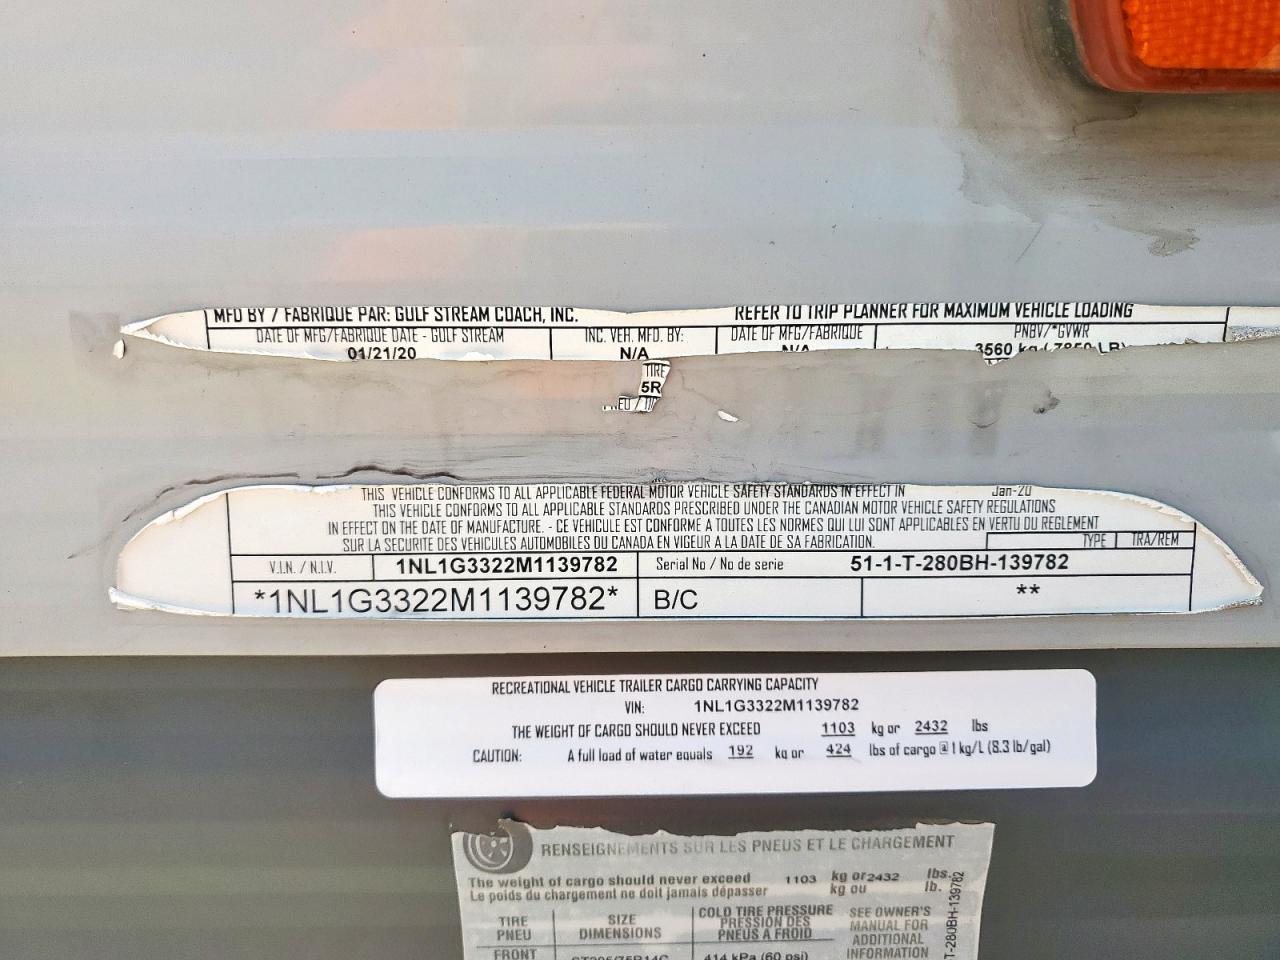 MFD BY / FABRIQUE PAR: GULF STREAM COACH, INC. REFER TO TRIP PLANNER FOR MAXIMUM VEHICLE LOADING
DATE OF MFG/FABRIQUE DATE - GULF STREAM INC. VEH. MFD. BY: DATE OF MFG/FABRIQUE PNBV/*GVWR
01/21/20 N/A N/A 3560 kg ( 7850 LB)
TIRE
5R
THIS VEHICLE CONFORMS TO ALL APPLICABLE FEDERAL MOTOR VEHICLE SAFETY STANDARDS IN EFFECT IN Jan-20
THIS VEHICLE CONFORMS TO ALL APPLICABLE STANDARDS PRESCRIBED UNDER THE CANADIAN MOTOR VEHICLE SAFETY REGULATIONS
IN EFFECT ON THE DATE OF MANUFACTURE. - CE VEHICULE EST CONFORME A TOUTES LES NORMES QUI LUI SONT APPLICABLES EN VERTU DU REGLEMENT
SUR LA SECURITE DES VEHICULES AUTOMOBILES DU CANADA EN VIGEUR A LA DATE DE SA FABRICATION. TYPE TRA/REM
V.I.N. / N.I.V. 1NL1G3322M1139782 Serial No / No de serie 51-1-T-280BH-139782
*1NL1G3322M1139782* B/C **
RECREATIONAL VEHICLE TRAILER CARGO CARRYING CAPACITY
VIN: 1NL1G3322M1139782
THE WEIGHT OF CARGO SHOULD NEVER EXCEED 1103 kg or 2432 lbs
CAUTION: A full load of water equals 192 kg or 424 lbs of cargo @ 1 kg/L (8.3 lb/gal)
RENSEIGNEMENTS SUR LES PNEUS ET LE CHARGEMENT
The weight of cargo should never exceed 1103 kg or 2432 lbs.
Le poids du chargement ne doit jamais dépasser kg ou lb.
TIRE SIZE COLD TIRE PRESSURE SEE OWNER'S
PNEU DIMENSIONS PRESSION DES MANUAL FOR
PNEUS A FROID ADDITIONAL
INFORMATION
FRONT ST205/75R14C 414 kPa (60 psi)
T-280BH-139782